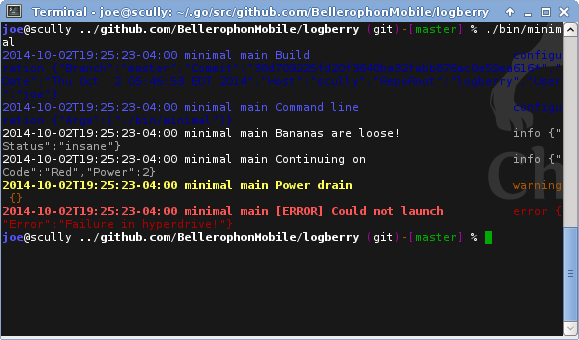 Terminal - joe@scully: ~/.go/src/github.com/BellerophonMobile/logberry
joe@scully ../github.com/BellerophonMobile/logberry (git)-[master] % ./bin/minim
al
2014-10-02T19:25:23-04:00 minimal main Build configu
2014-10-02T19:25:23-04:00 minimal main Command line configu
2014-10-02T19:25:23-04:00 minimal main Bananas are loose! info {"
Status":"insane"}
2014-10-02T19:25:23-04:00 minimal main Continuing on info {"
Code":"Red","Power":2}
2014-10-02T19:25:23-04:00 minimal main Power drain warning
{}
2014-10-02T19:25:23-04:00 minimal main [ERROR] Could not launch error {
"Error":"Failure in hyperdrive!"}
joe@scully ../github.com/BellerophonMobile/logberry (git)-[master] %
Ch